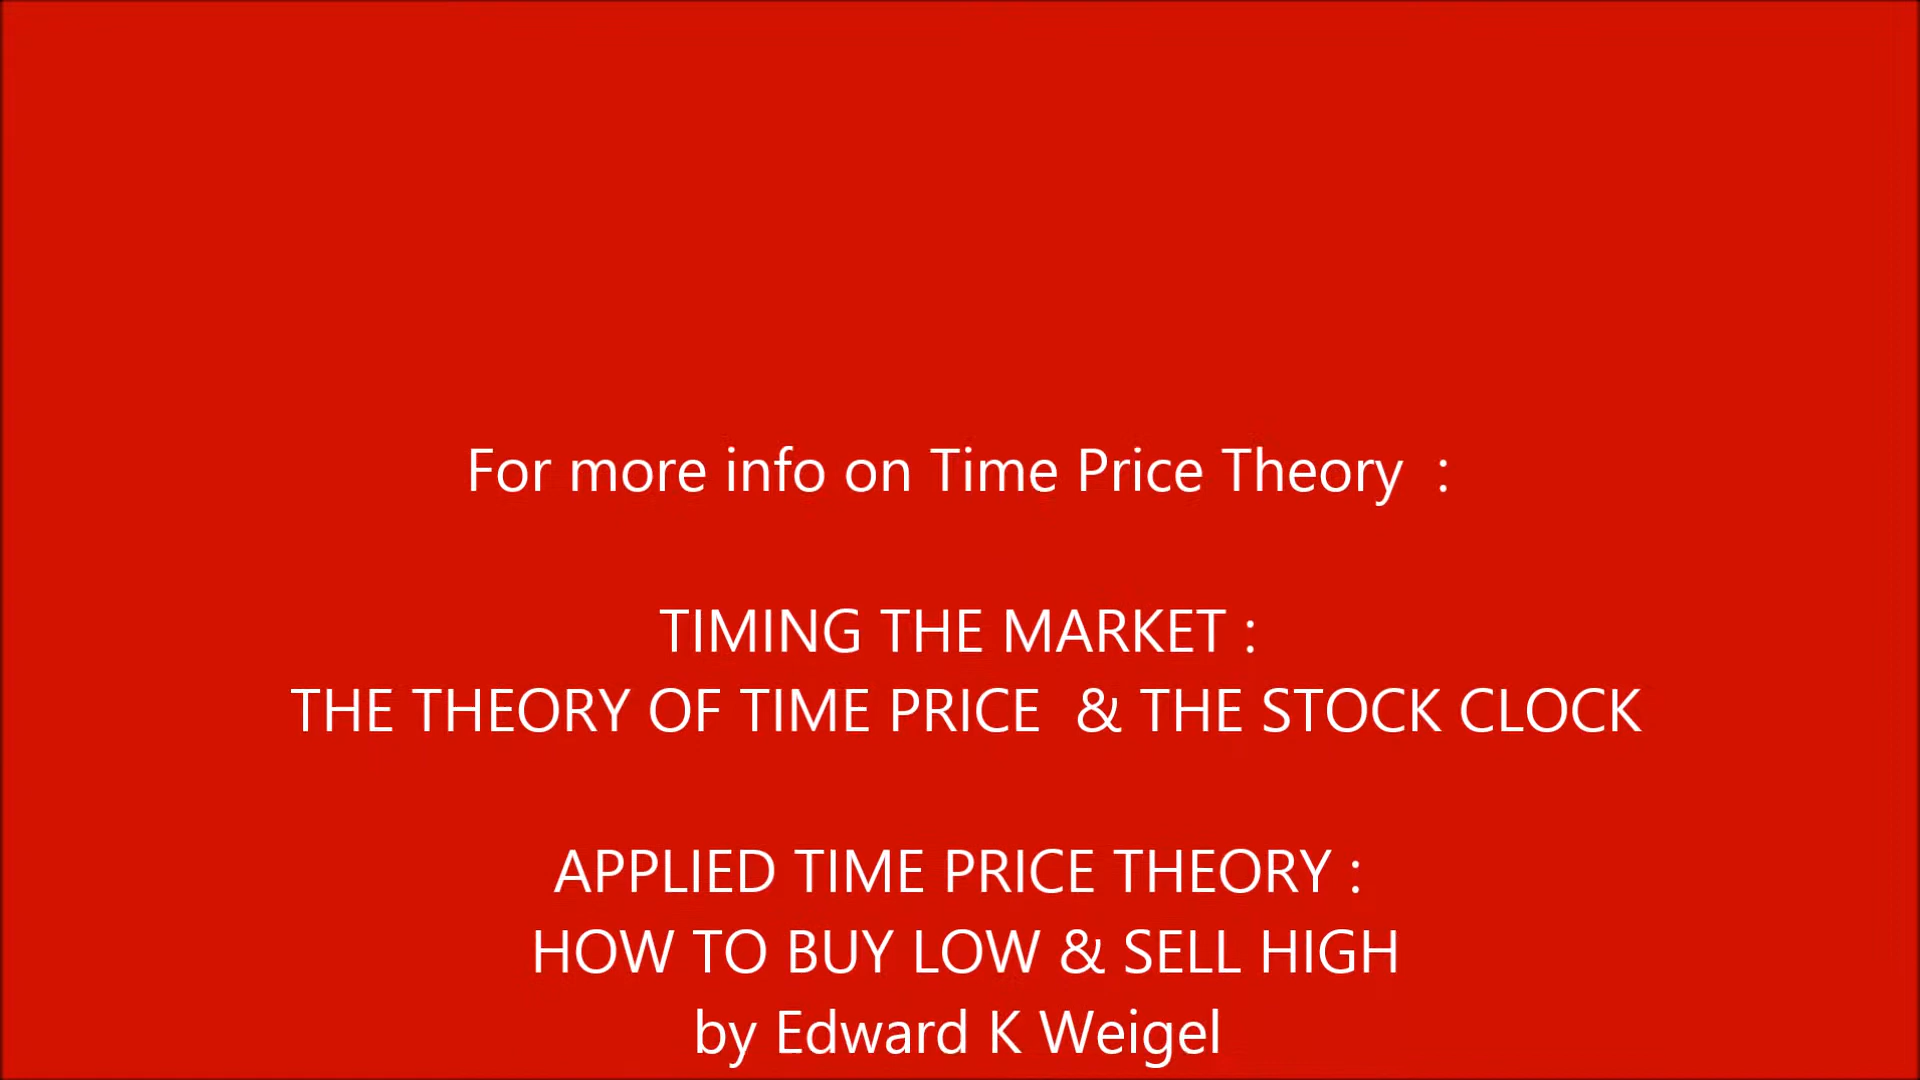 For more info on Time Price Theory  :
TIMING THE MARKET :
THE THEORY OF TIME PRICE  & THE STOCK CLOCK
APPLIED TIME PRICE THEORY :
HOW TO BUY LOW & SELL HIGH
by Edward K Weigel